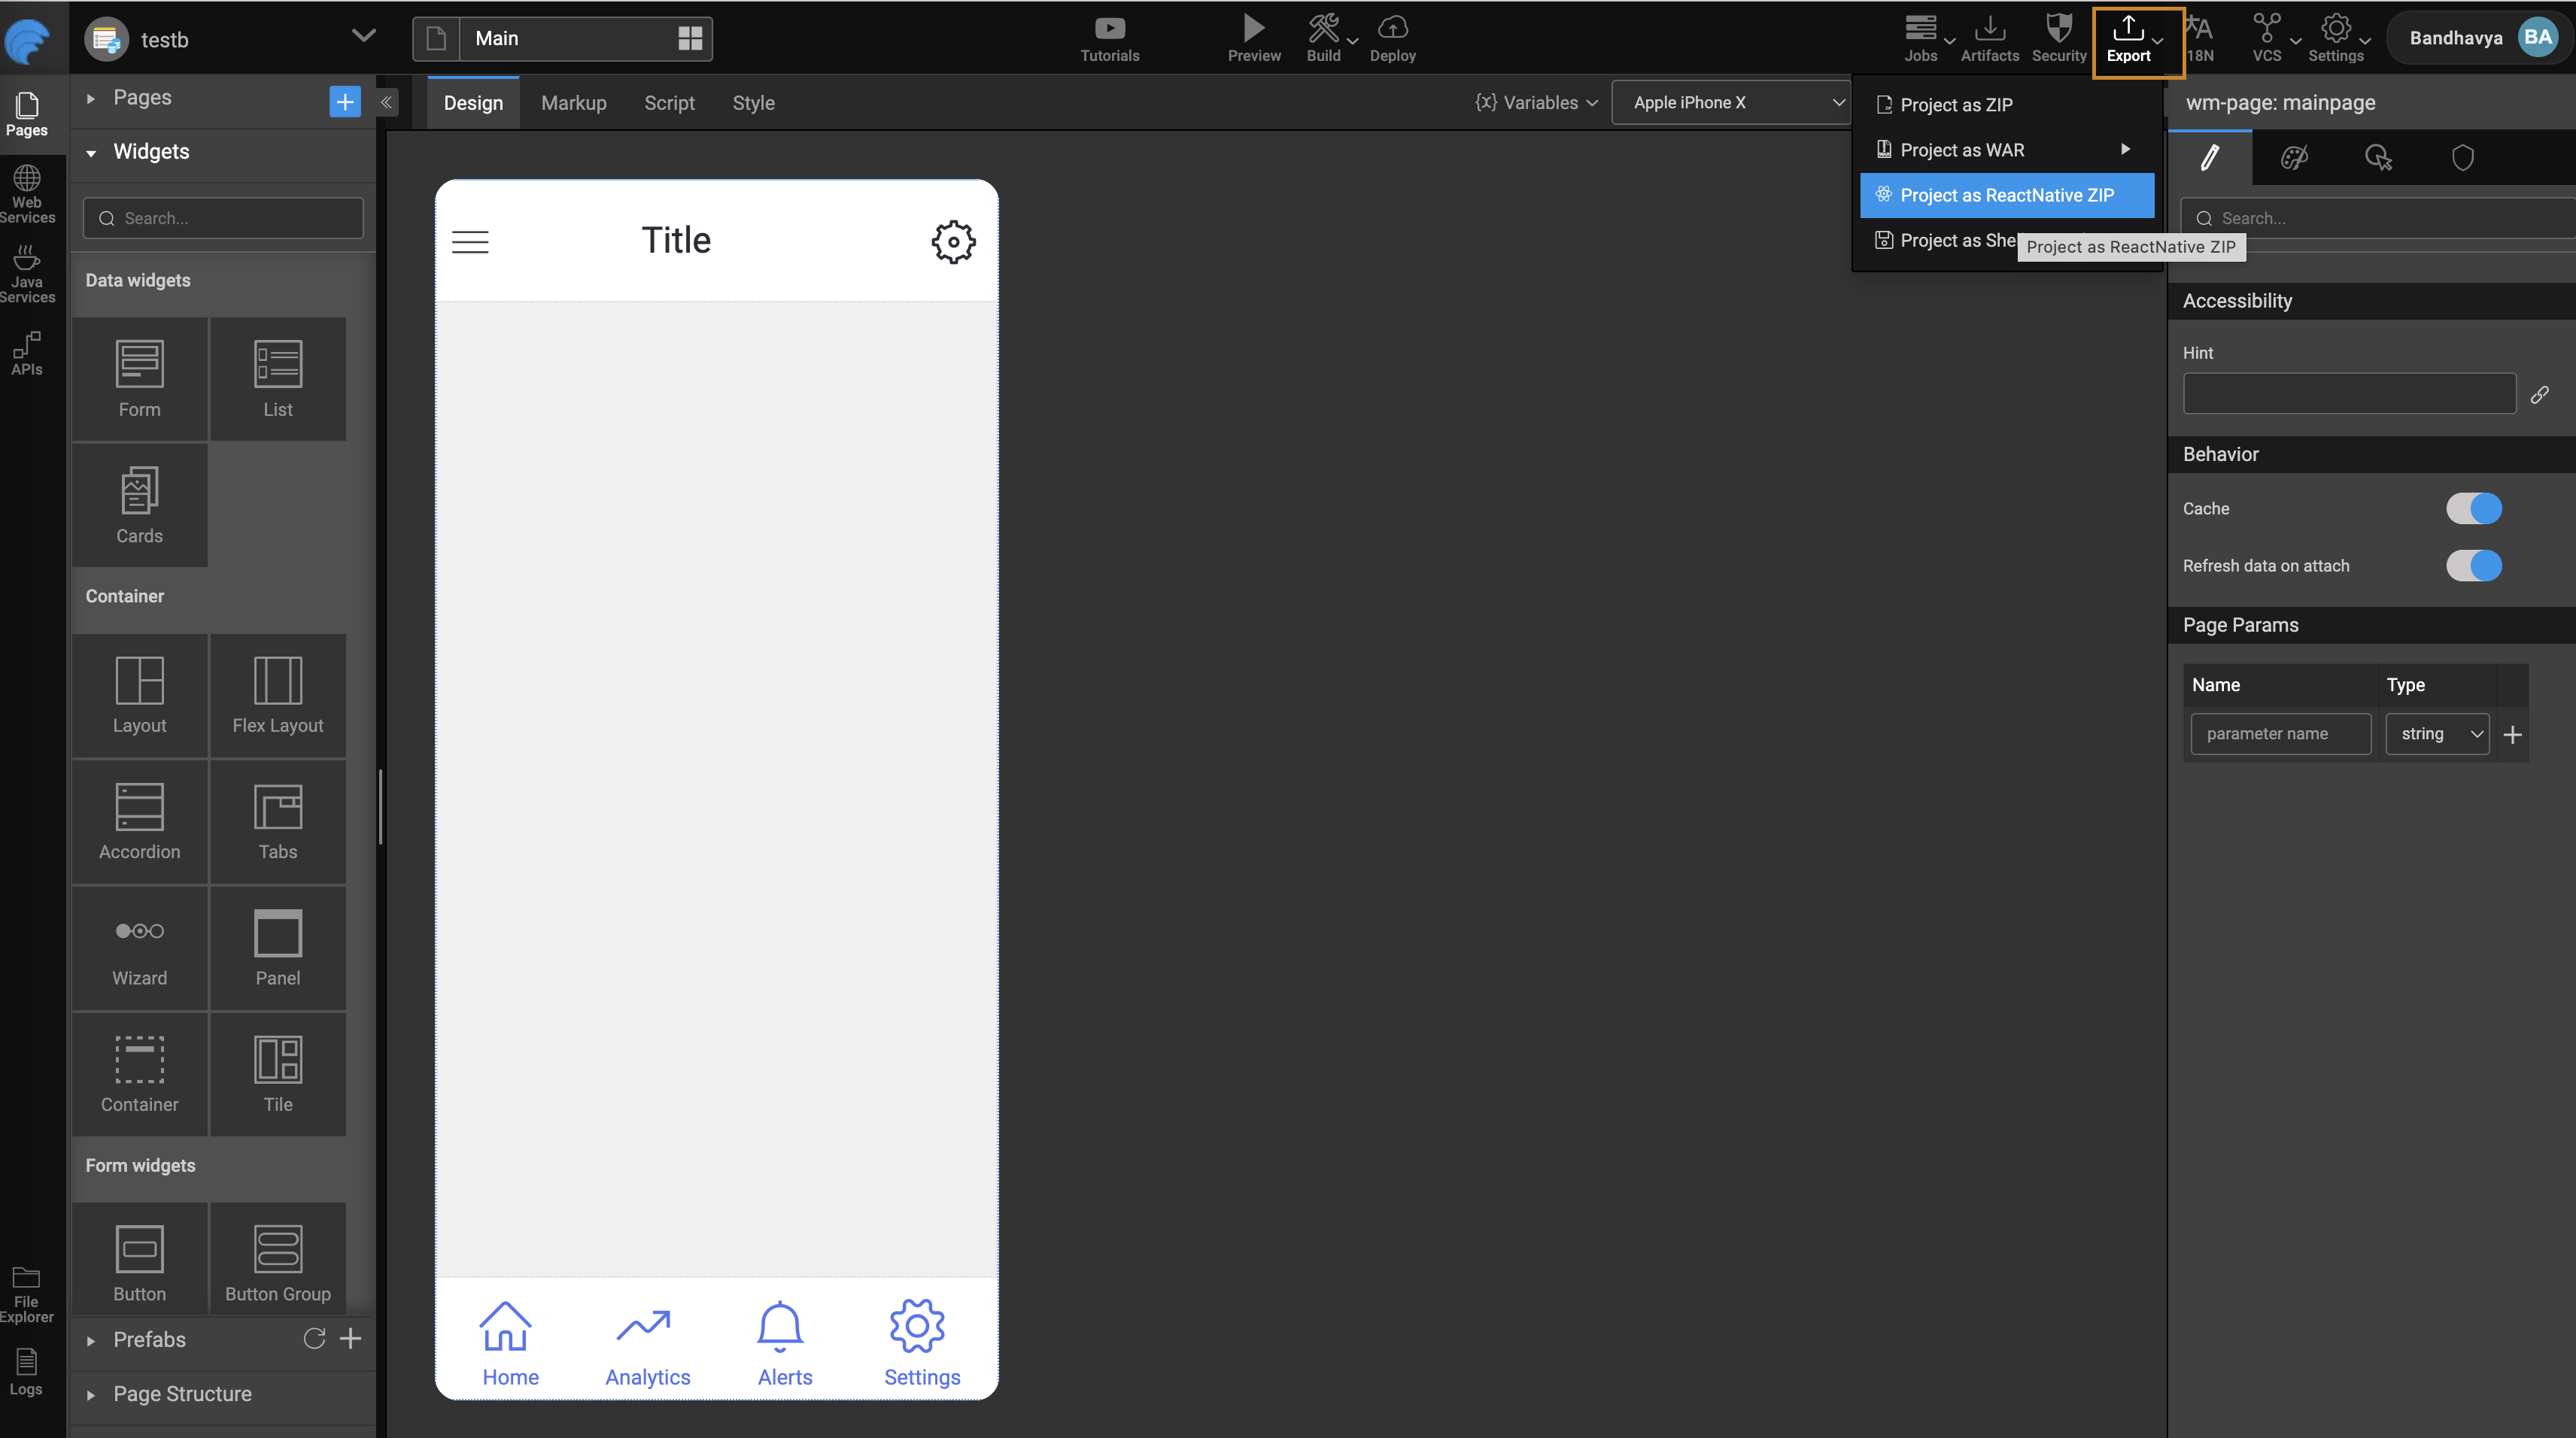 testb
Main
Tutorials
Preview
Build
Deploy
Jobs
Artifacts
Security
Export
18N
VCS
Settings
Bandhavya
BA
Pages
Web
Services
Java
Services
APIs
File
Explorer
Logs
Pages
Widgets
Search...
Data widgets
Form
List
Cards
Container
Layout
Flex Layout
Accordion
Tabs
Wizard
Panel
Container
Tile
Form widgets
Button
Button Group
Prefabs
Page Structure
Design
Markup
Script
Style
{x} Variables
Apple iPhone X
Title
Home
Analytics
Alerts
Settings
Project as ZIP
Project as WAR
Project as ReactNative ZIP
Project as She
Project as ReactNative ZIP
wm-page: mainpage
Search...
Accessibility
Hint
Behavior
Cache
Refresh data on attach
Page Params
Name
Type
parameter name
string